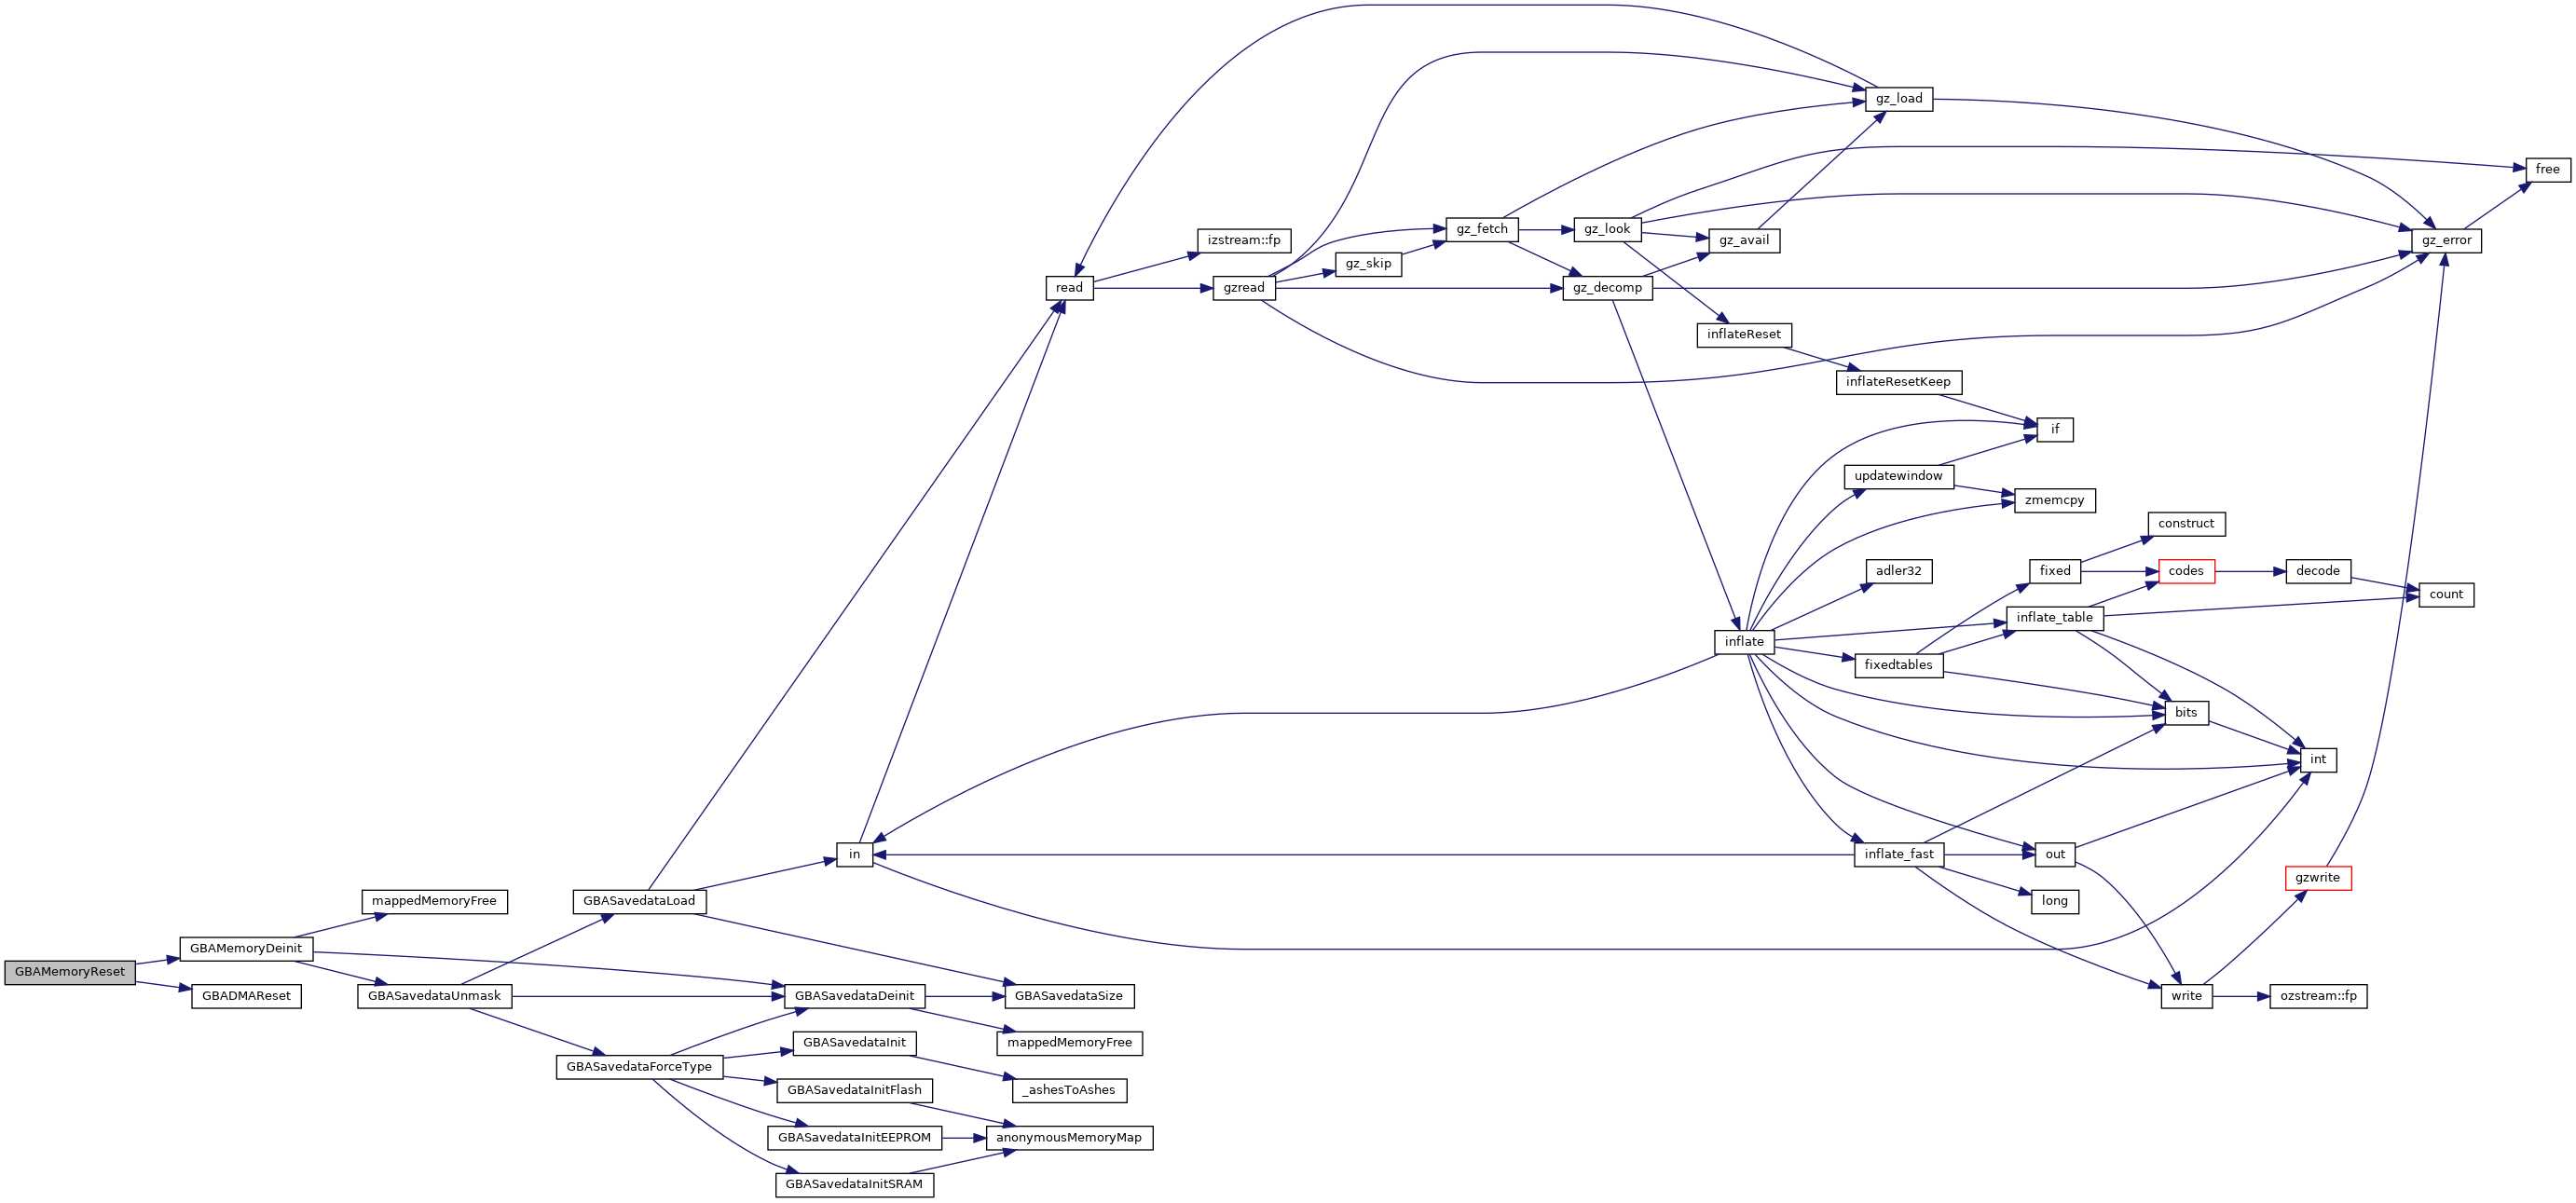 gz_load
free
gz_fetch
gz_look
izstream::fp
gz_avail
gz_error
gz_skip
read
gzread
gz_decomp
inflateReset
inflateResetKeep
if
updatewindow
zmemcpy
construct
adler32
fixed
codes
decode
count
inflate_table
inflate
fixedtables
bits
int
in
inflate_fast
out
gzwrite
mappedMemoryFree
GBASavedataLoad
long
GBAMemoryDeinit
GBAMemoryReset
GBADMAReset
GBASavedataUnmask
GBASavedataDeinit
GBASavedataSize
write
ozstream::fp
GBASavedataInit
mappedMemoryFree
GBASavedataForceType
GBASavedataInitFlash
_ashesToAshes
GBASavedataInitEEPROM
anonymousMemoryMap
GBASavedataInitSRAM